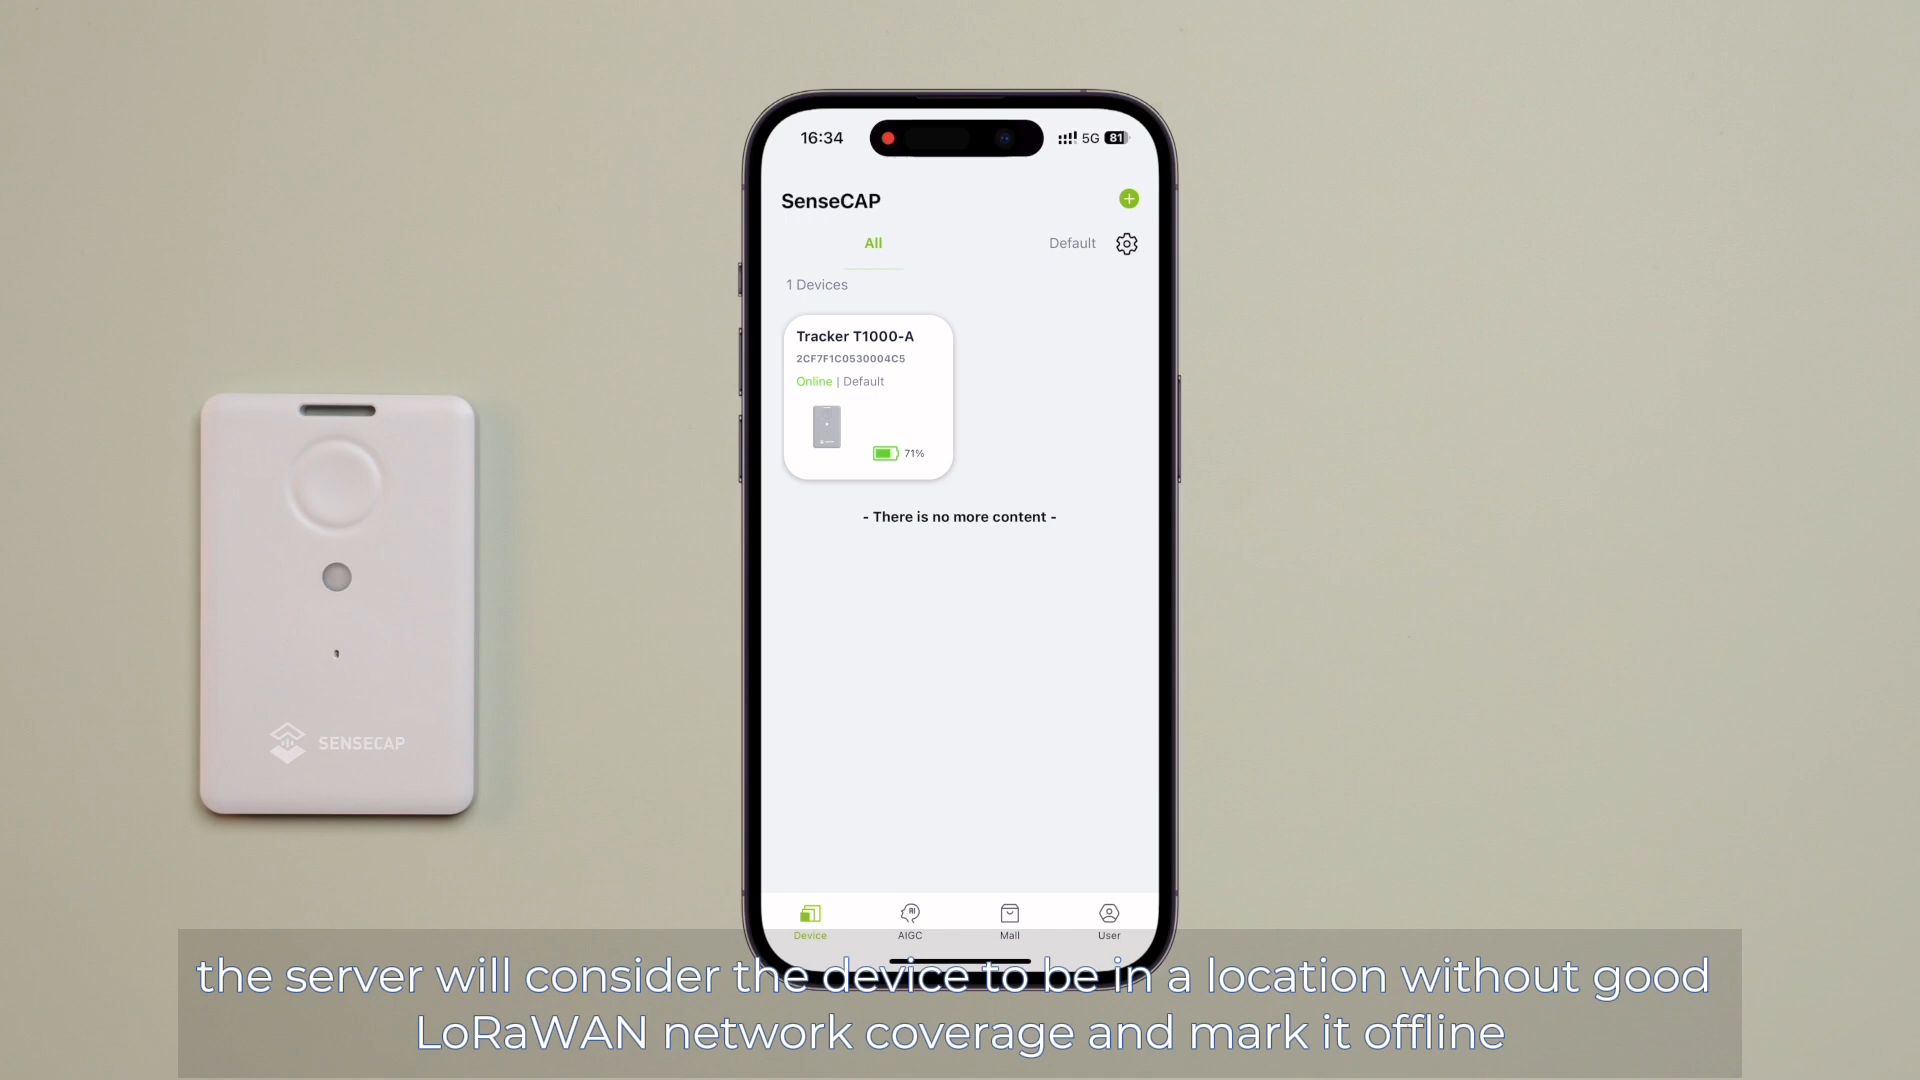 16:34
5G 81
SenseCAP
All
Default
1 Devices
Tracker T1000-A
2CF7F1C0530004C5
Online | Default
71%
- There is no more content -
SENSECAP
Device
AIGC
Mall
User
the server will consider the device to be in a location without good
LoRaWAN network coverage and mark it offline